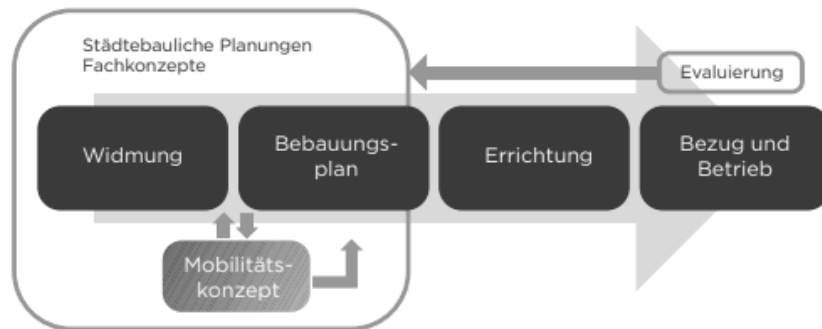 Städtebauliche Planungen
Fachkonzepte
Evaluierung
Widmung
Bebauungs-
plan
Errichtung
Bezug und
Betrieb
Mobilitäts-
konzept